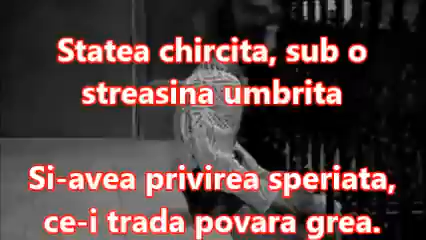 Statea chircita, sub o
streasina umbrita
Si-avea privirea speriata,
ce-i trada povara grea.